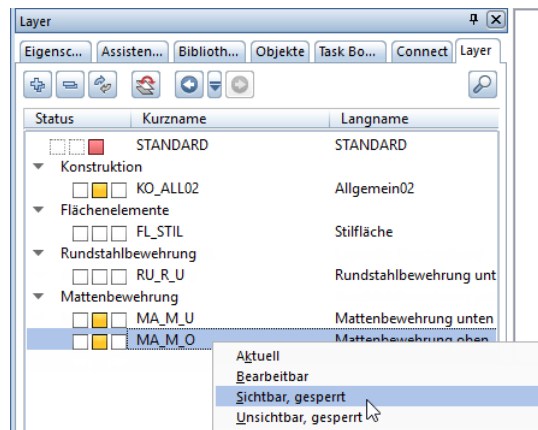 Layer
Eigensc... Assisten... Biblioth... Objekte Task Bo... Connect Layer
Status Kurzname Langname
STANDARD STANDARD
Konstruktion
KO_ALL02 Allgemein02
Flächenelemente
FL_STIL Stilfläche
Rundstahlbewehrung
RU_R_U Rundstahlbewehrung unt
Mattenbewehrung
MA_M_U Mattenbewehrung unten
MA_M_O Mattenbewehrung oben
Aktuell
Bearbeitbar
Sichtbar, gesperrt
Unsichtbar, gesperrt